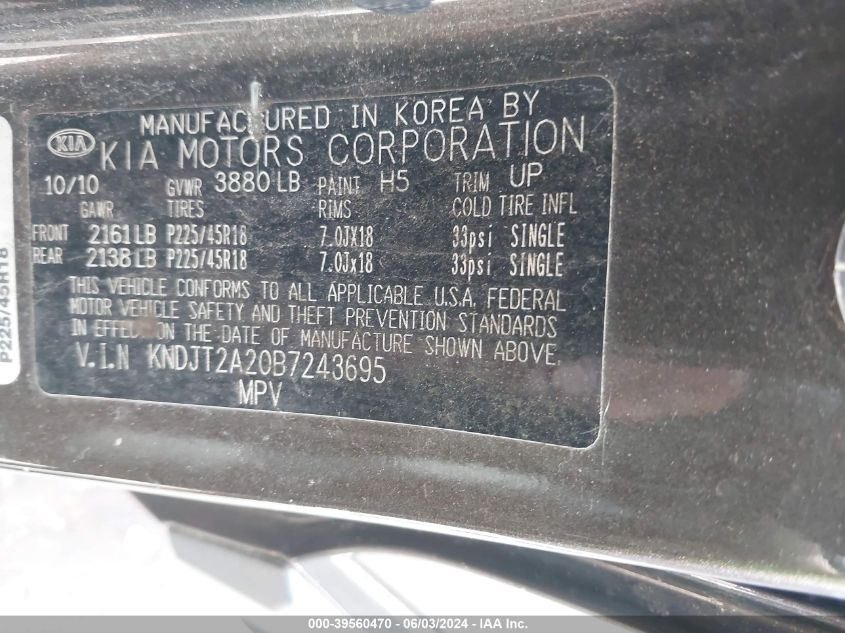 MANUFACTURED IN KOREA BY
KIA KIA MOTORS CORPORATION
10/10 GVWR 3880 LB PAINT H5 TRIM UP
GAWR TIRES RIMS COLD TIRE INFL
FRONT 2161 LB P225/45R18 7.0JX18 33psi SINGLE
REAR 2138 LB P225/45R18 7.0Jx18 33psi SINGLE
THIS VEHICLE CONFORMS TO ALL APPLICABLE U.S.A. FEDERAL
MOTOR VEHICLE SAFETY AND THEFT PREVENTION STANDARDS
IN EFFECT ON THE DATE OF MANUFACTURE SHOWN ABOVE.
V.I.N KNDJT2A20B7243695
MPV
P225/45R18
000-39560470 - 06/03/2024 - IAA Inc.